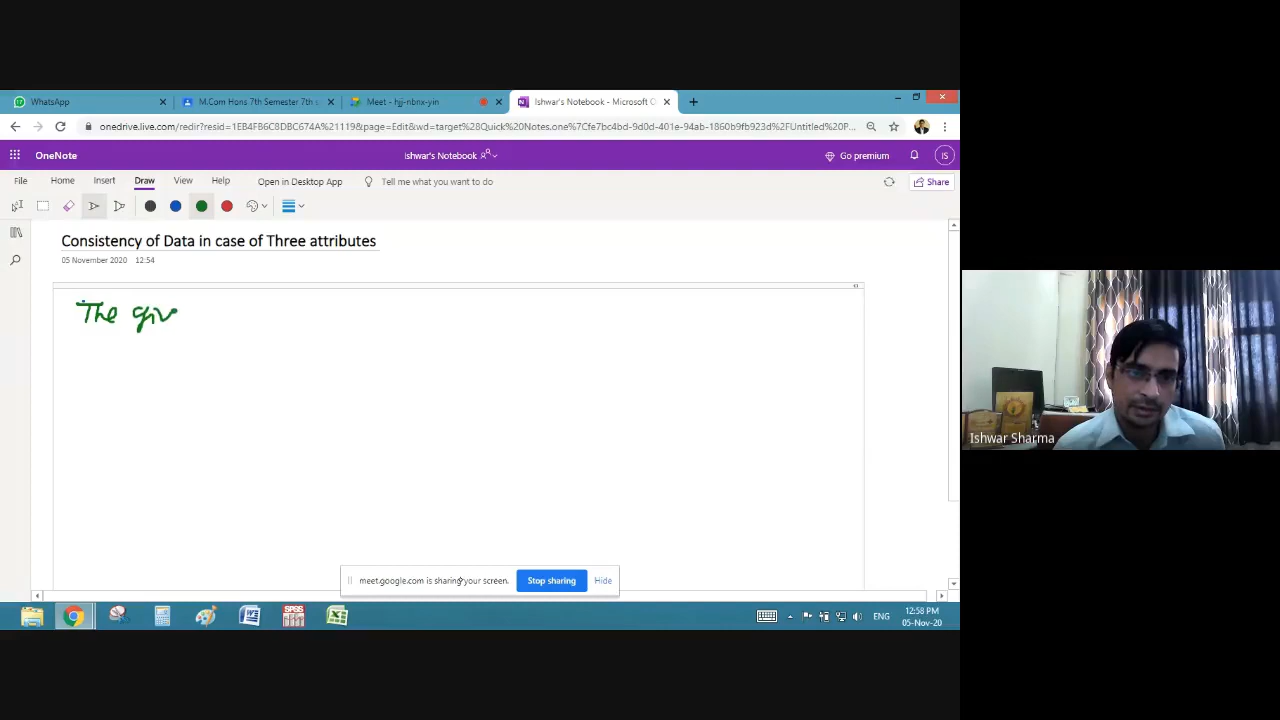 WhatsApp
M.Com Hons 7th Semester 7th s
Meet - hjj-nbnx-yin
Ishwar's Notebook - Microsoft O
onedrive.live.com/redir?resid=1EB4FB6C8DBC674A%21119&page=Edit&wd=target%28Quick%20Notes.one%7Cfe7bc4bd-9d0d-401e-94ab-1860b9fb923d%2FUntitled%20P...
OneNote
Ishwar's Notebook
Go premium
IS
File Home Insert Draw View Help Open in Desktop App Tell me what you want to do
Share
Consistency of Data in case of Three attributes
05 November 2020 12:54
The giv
Ishwar Sharma
meet.google.com is sharing your screen. Stop sharing Hide
SPSS
ENG
12:58 PM
05-Nov-20